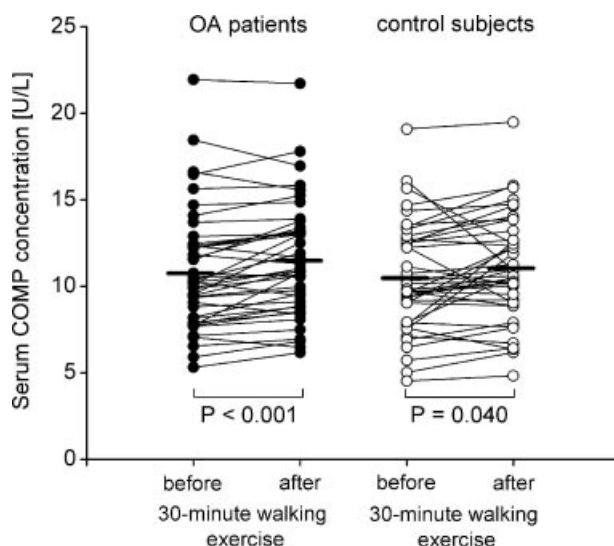 OA patients
control subjects
Serum COMP concentration [U/L]
25
20
15
10
5
0
P < 0.001
P = 0.040
before
after
before
after
30-minute walking
exercise
30-minute walking
exercise